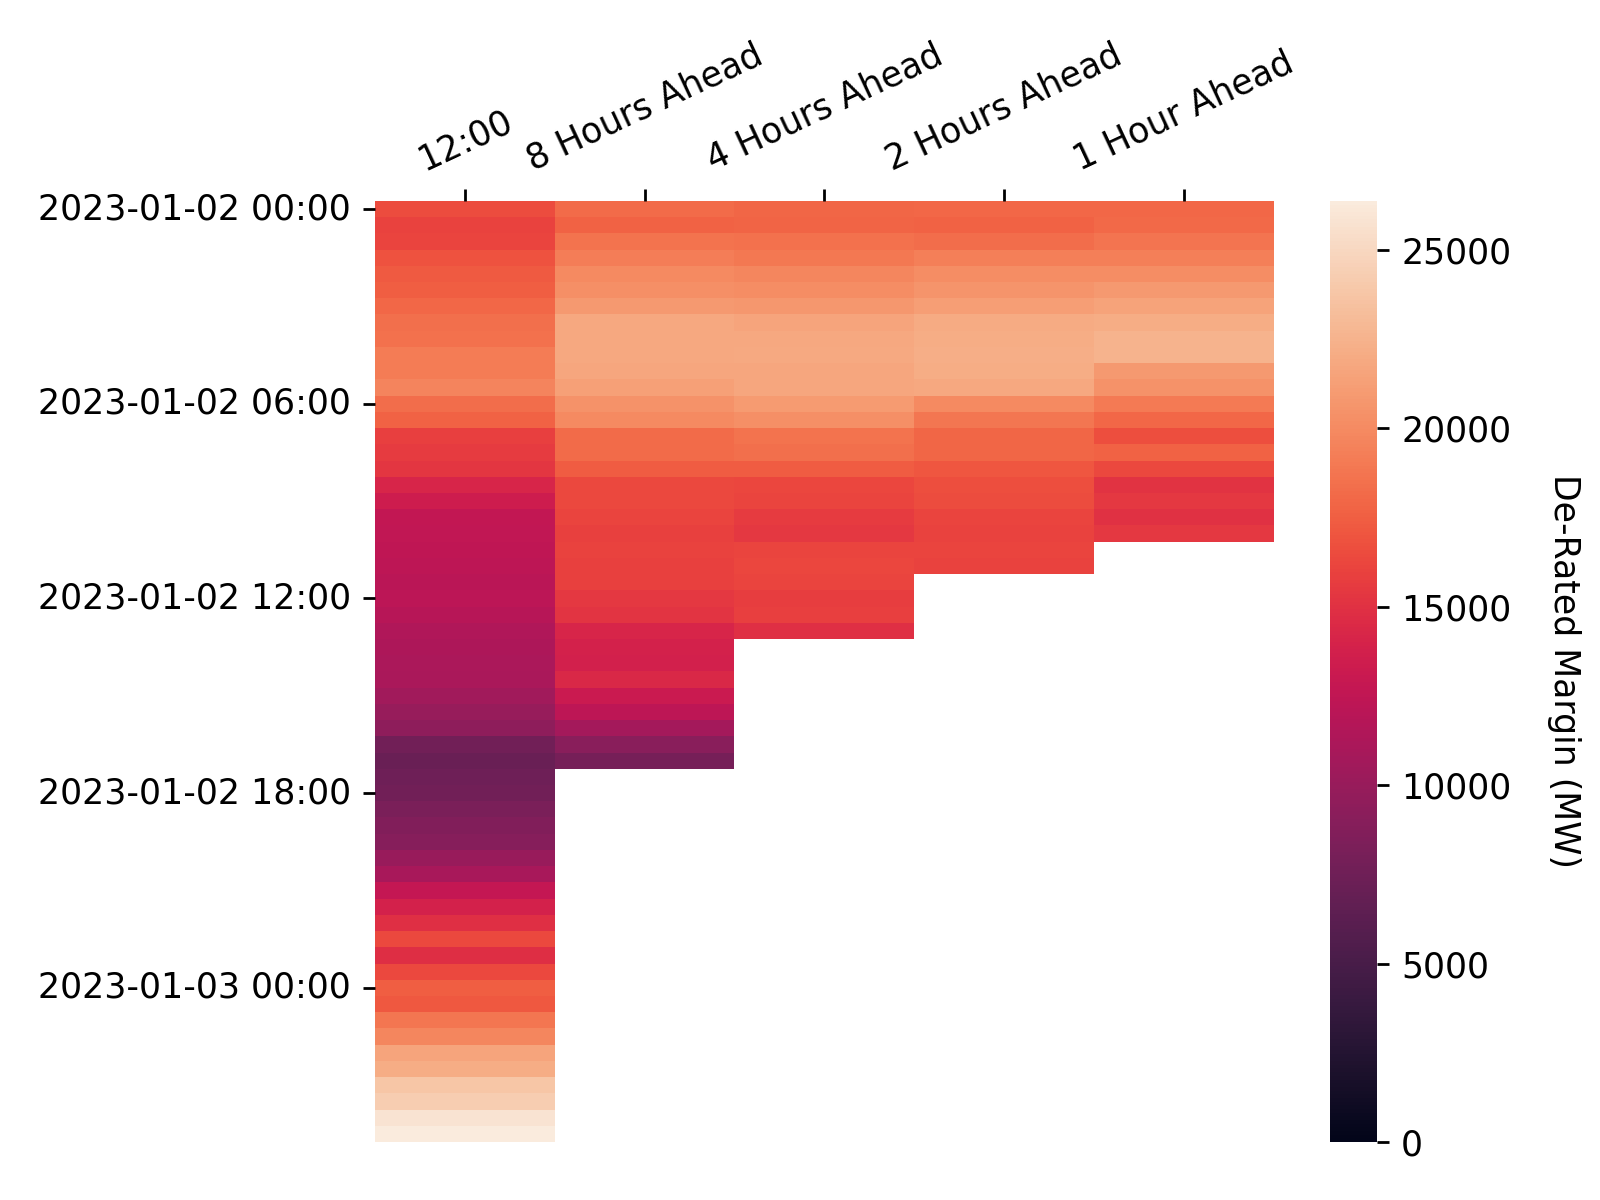 12:00
8 Hours Ahead
4 Hours Ahead
2 Hours Ahead
1 Hour Ahead
2023-01-02 00:00
2023-01-02 06:00
2023-01-02 12:00
2023-01-02 18:00
2023-01-03 00:00
25000
20000
15000
10000
5000
0
De-Rated Margin (MW)